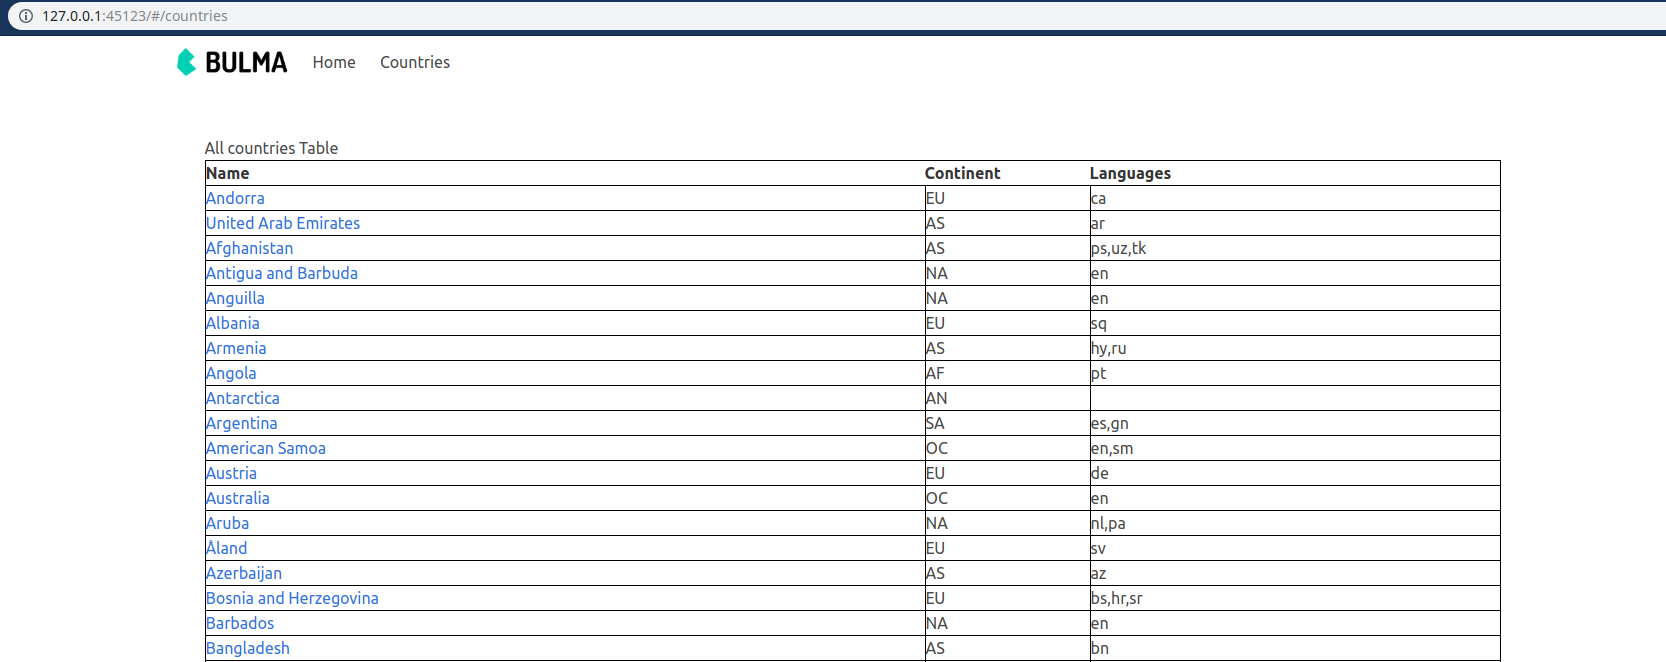 127.0.0.1:45123/#/countries
BULMA Home Countries
All countries Table
Name Continent Languages
Andorra EU ca
United Arab Emirates AS ar
Afghanistan AS ps,uz,tk
Antigua and Barbuda NA en
Anguilla NA en
Albania EU sq
Armenia AS hy,ru
Angola AF pt
Antarctica AN
Argentina SA es,gn
American Samoa OC en,sm
Austria EU de
Australia OC en
Aruba NA nl,pa
Åland EU sv
Azerbaijan AS az
Bosnia and Herzegovina EU bs,hr,sr
Barbados NA en
Bangladesh AS bn